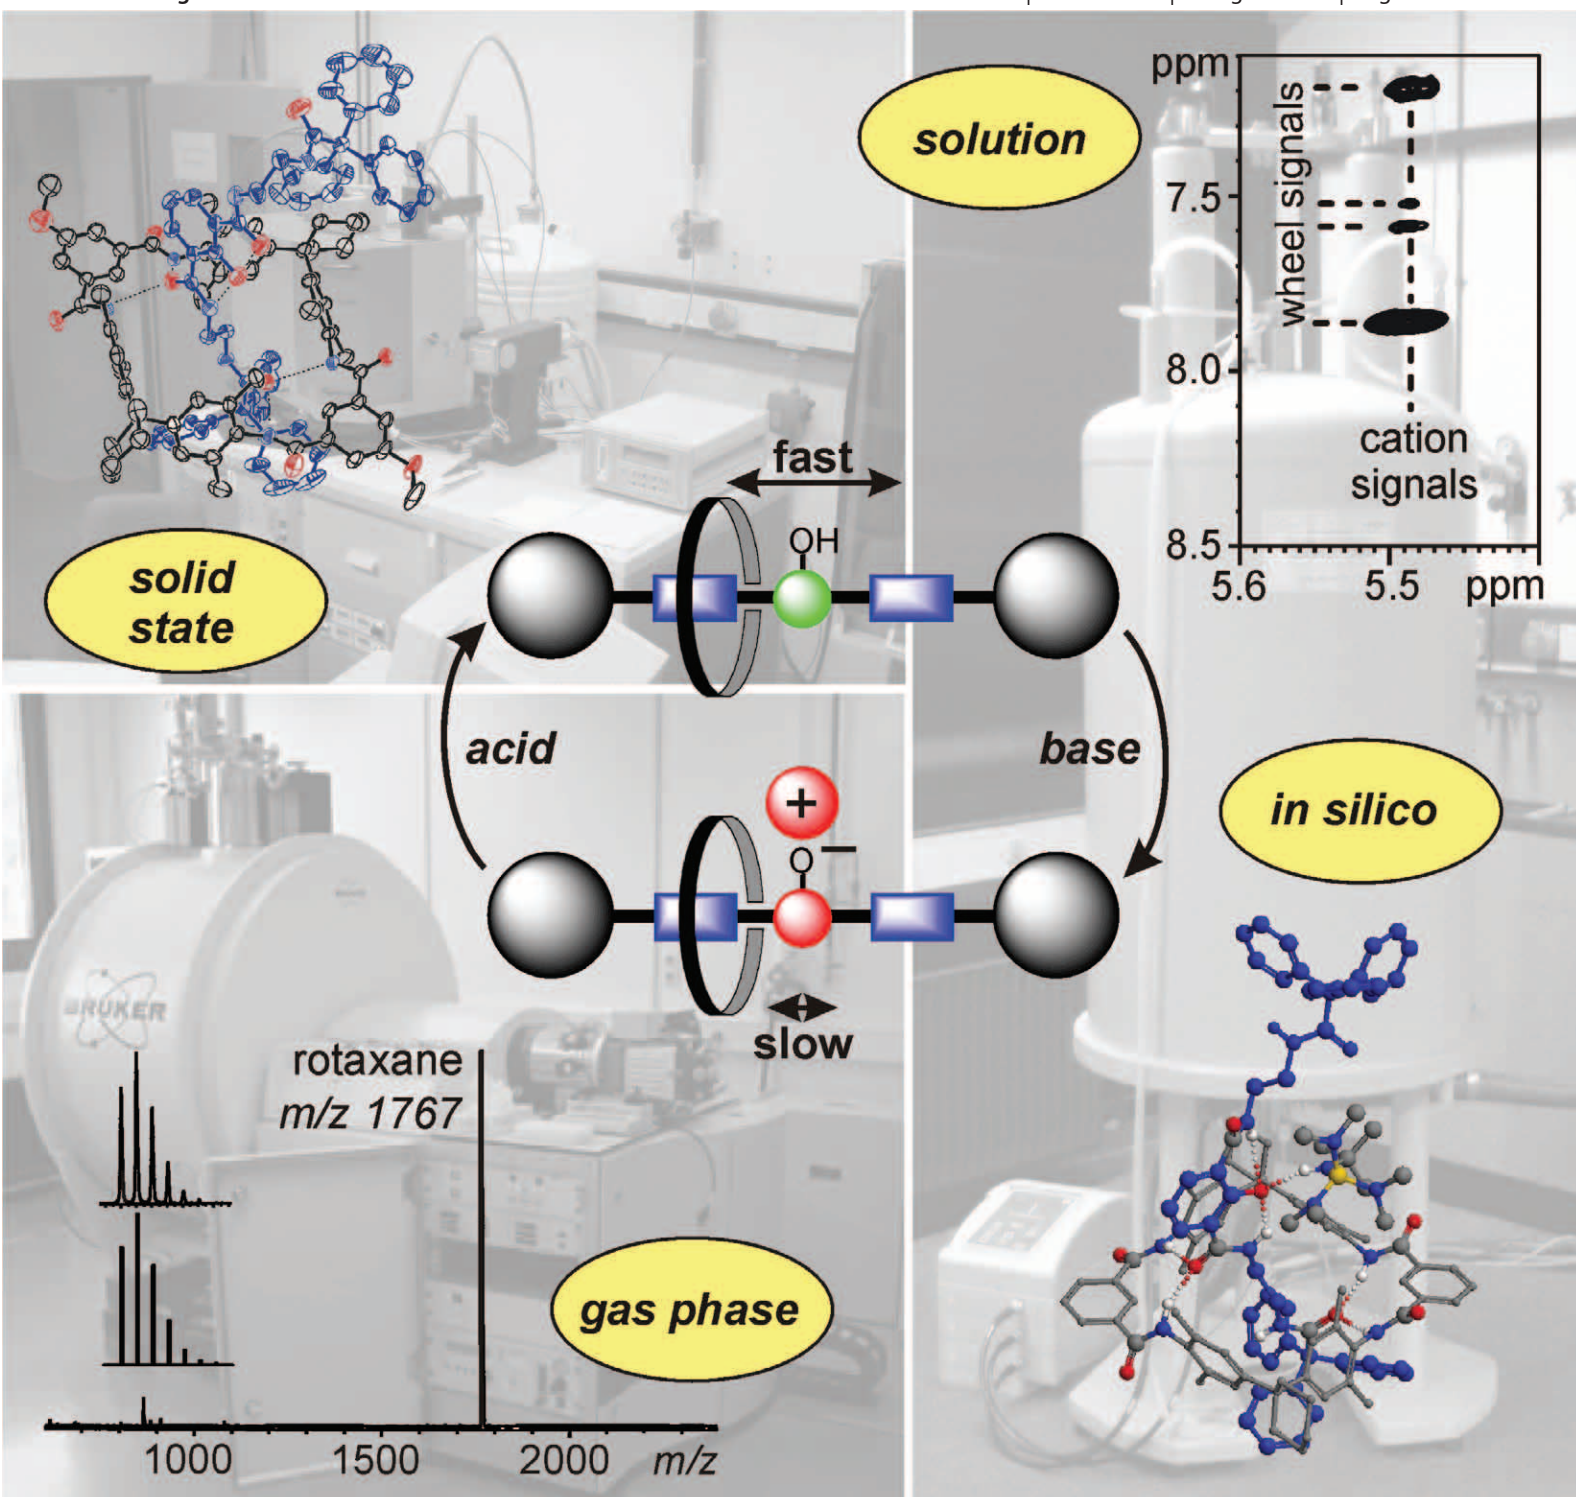 solution
ppm
wheel signals
7.5
8.0
8.5
cation
signals
5.6
5.5
ppm
fast
OH
solid
state
acid
base
+
O
—
slow
in silico
BRUKER
rotaxane
m/z 1767
gas phase
1000
1500
2000
m/z